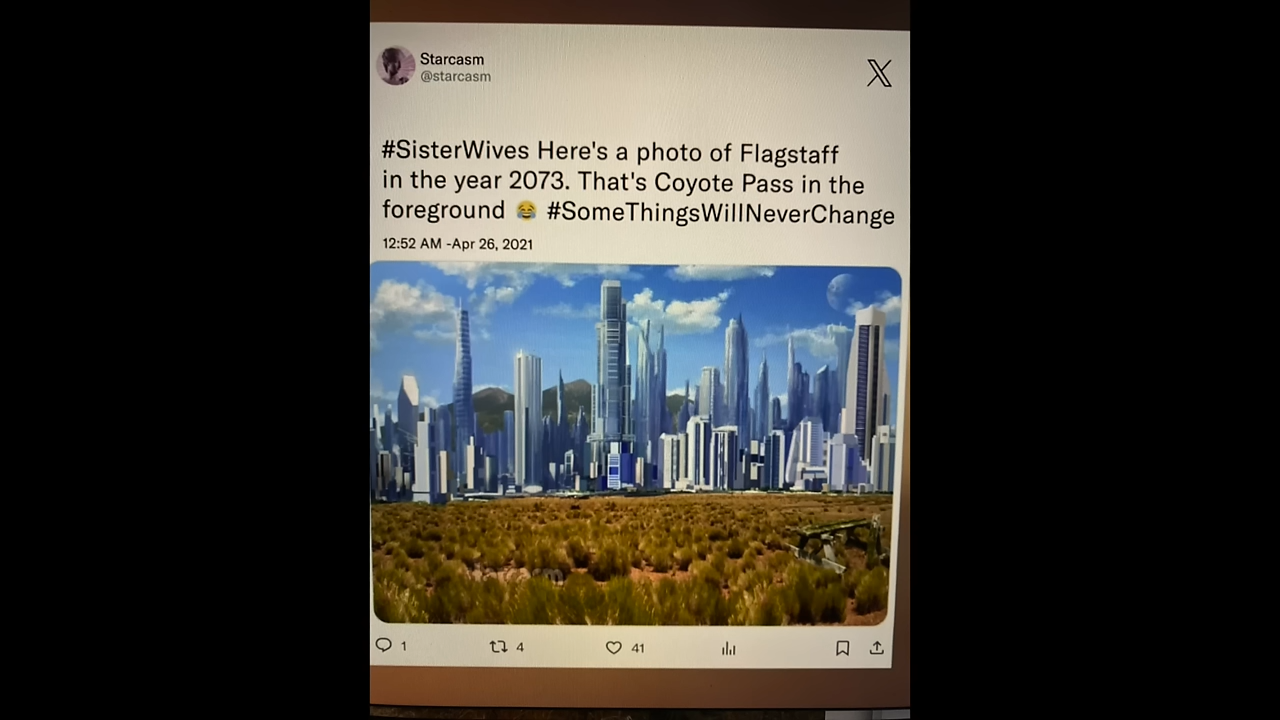 Starcasm
@starcasm
#SisterWives Here's a photo of Flagstaff
in the year 2073. That's Coyote Pass in the
foreground 😂 #SomeThingsWillNeverChange
12:52 AM -Apr 26, 2021
1
4
41